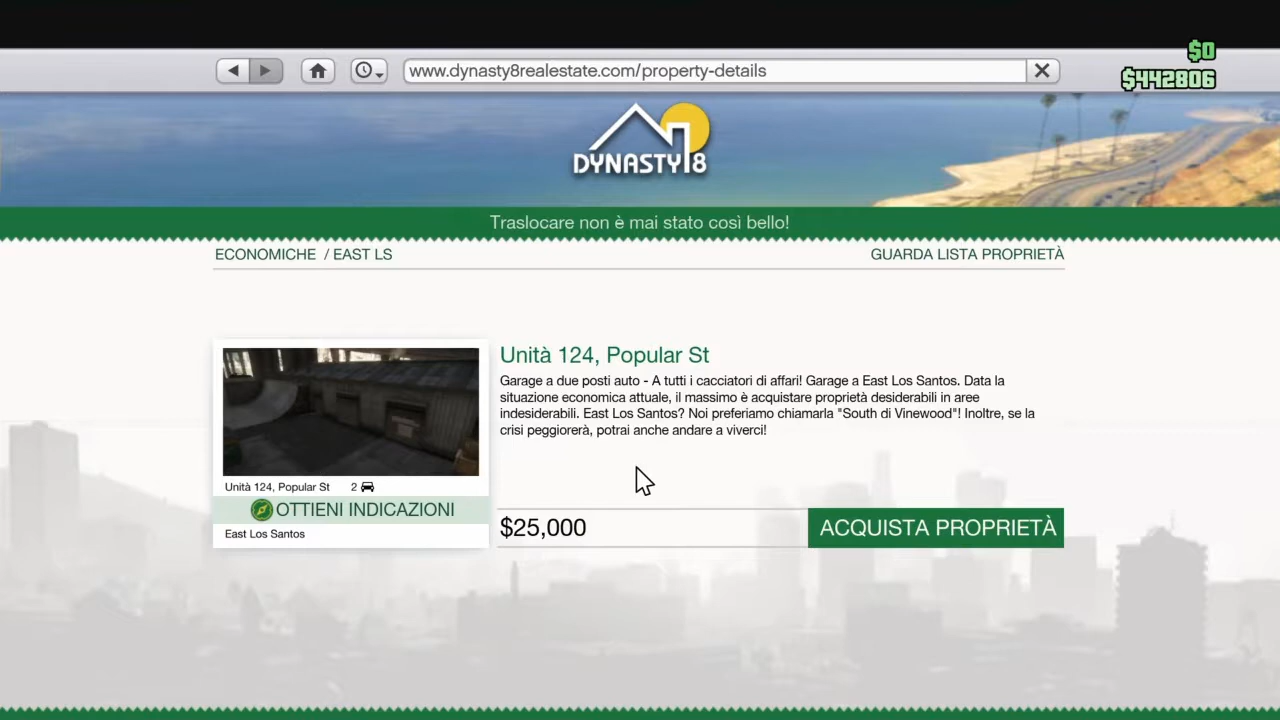 $0
www.dynasty8realestate.com/property-details
$442806
DYNASTY 8
Traslocare non è mai stato così bello!
ECONOMICHE / EAST LS
GUARDA LISTA PROPRIETÀ
Unità 124, Popular St
Garage a due posti auto - A tutti i cacciatori di affari! Garage a East Los Santos. Data la
situazione economica attuale, il massimo è acquistare proprietà desiderabili in aree
indesiderabili. East Los Santos? Noi preferiamo chiamarla "South di Vinewood"! Inoltre, se la
crisi peggiorerà, potrai anche andare a viverci!
Unità 124, Popular St 2
OTTIENI INDICAZIONI
East Los Santos
$25,000
ACQUISTA PROPRIETÀ